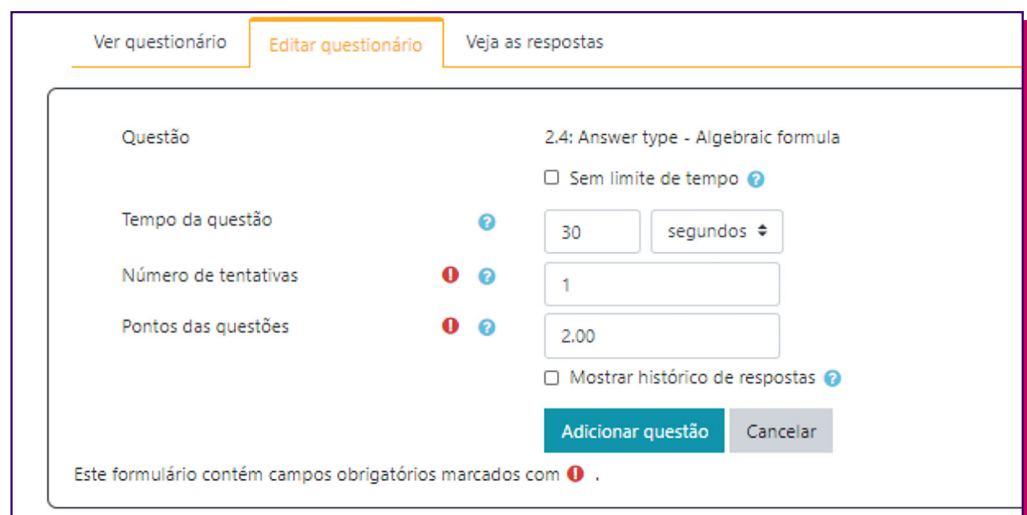 Ver questionário Editar questionário Veja as respostas
Questão 2.4: Answer type - Algebraic formula
Sem limite de tempo ?
Tempo da questão ? 30 segundos
Número de tentativas ! ? 1
Pontos das questões ! ? 2.00
Mostrar histórico de respostas ?
Adicionar questão Cancelar
Este formulário contém campos obrigatórios marcados com ! .